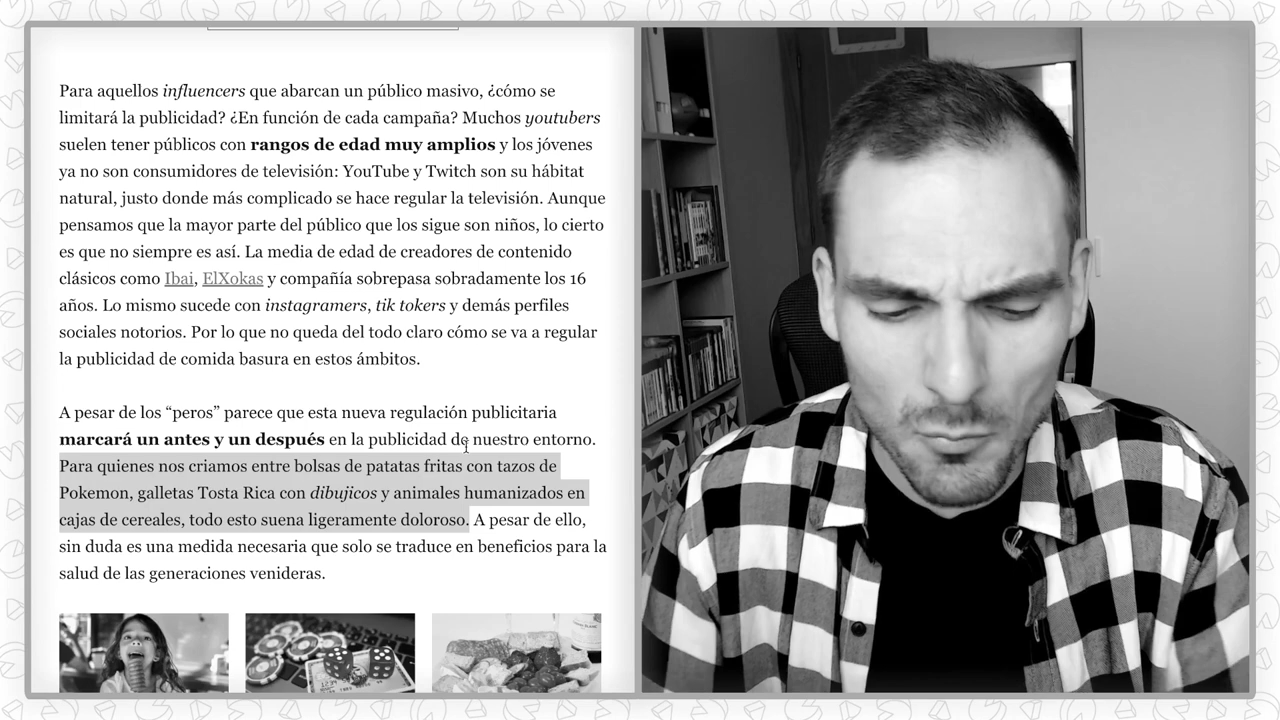 Para aquellos influencers que abarcan un público masivo, ¿cómo se
limitará la publicidad? ¿En función de cada campaña? Muchos youtubers
suelen tener públicos con rangos de edad muy amplios y los jóvenes
ya no son consumidores de televisión: YouTube y Twitch son su hábitat
natural, justo donde más complicado se hace regular la televisión. Aunque
pensamos que la mayor parte del público que los sigue son niños, lo cierto
es que no siempre es así. La media de edad de creadores de contenido
clásicos como Ibai, ElXokas y compañía sobrepasa sobradamente los 16
años. Lo mismo sucede con instagramers, tik tokers y demás perfiles
sociales notorios. Por lo que no queda del todo claro cómo se va a regular
la publicidad de comida basura en estos ámbitos.
A pesar de los “peros” parece que esta nueva regulación publicitaria
marcará un antes y un después en la publicidad de nuestro entorno.
Para quienes nos criamos entre bolsas de patatas fritas con tazos de
Pokemon, galletas Tosta Rica con dibujicos y animales humanizados en
cajas de cereales, todo esto suena ligeramente doloroso. A pesar de ello,
sin duda es una medida necesaria que solo se traduce en beneficios para la
salud de las generaciones venideras.